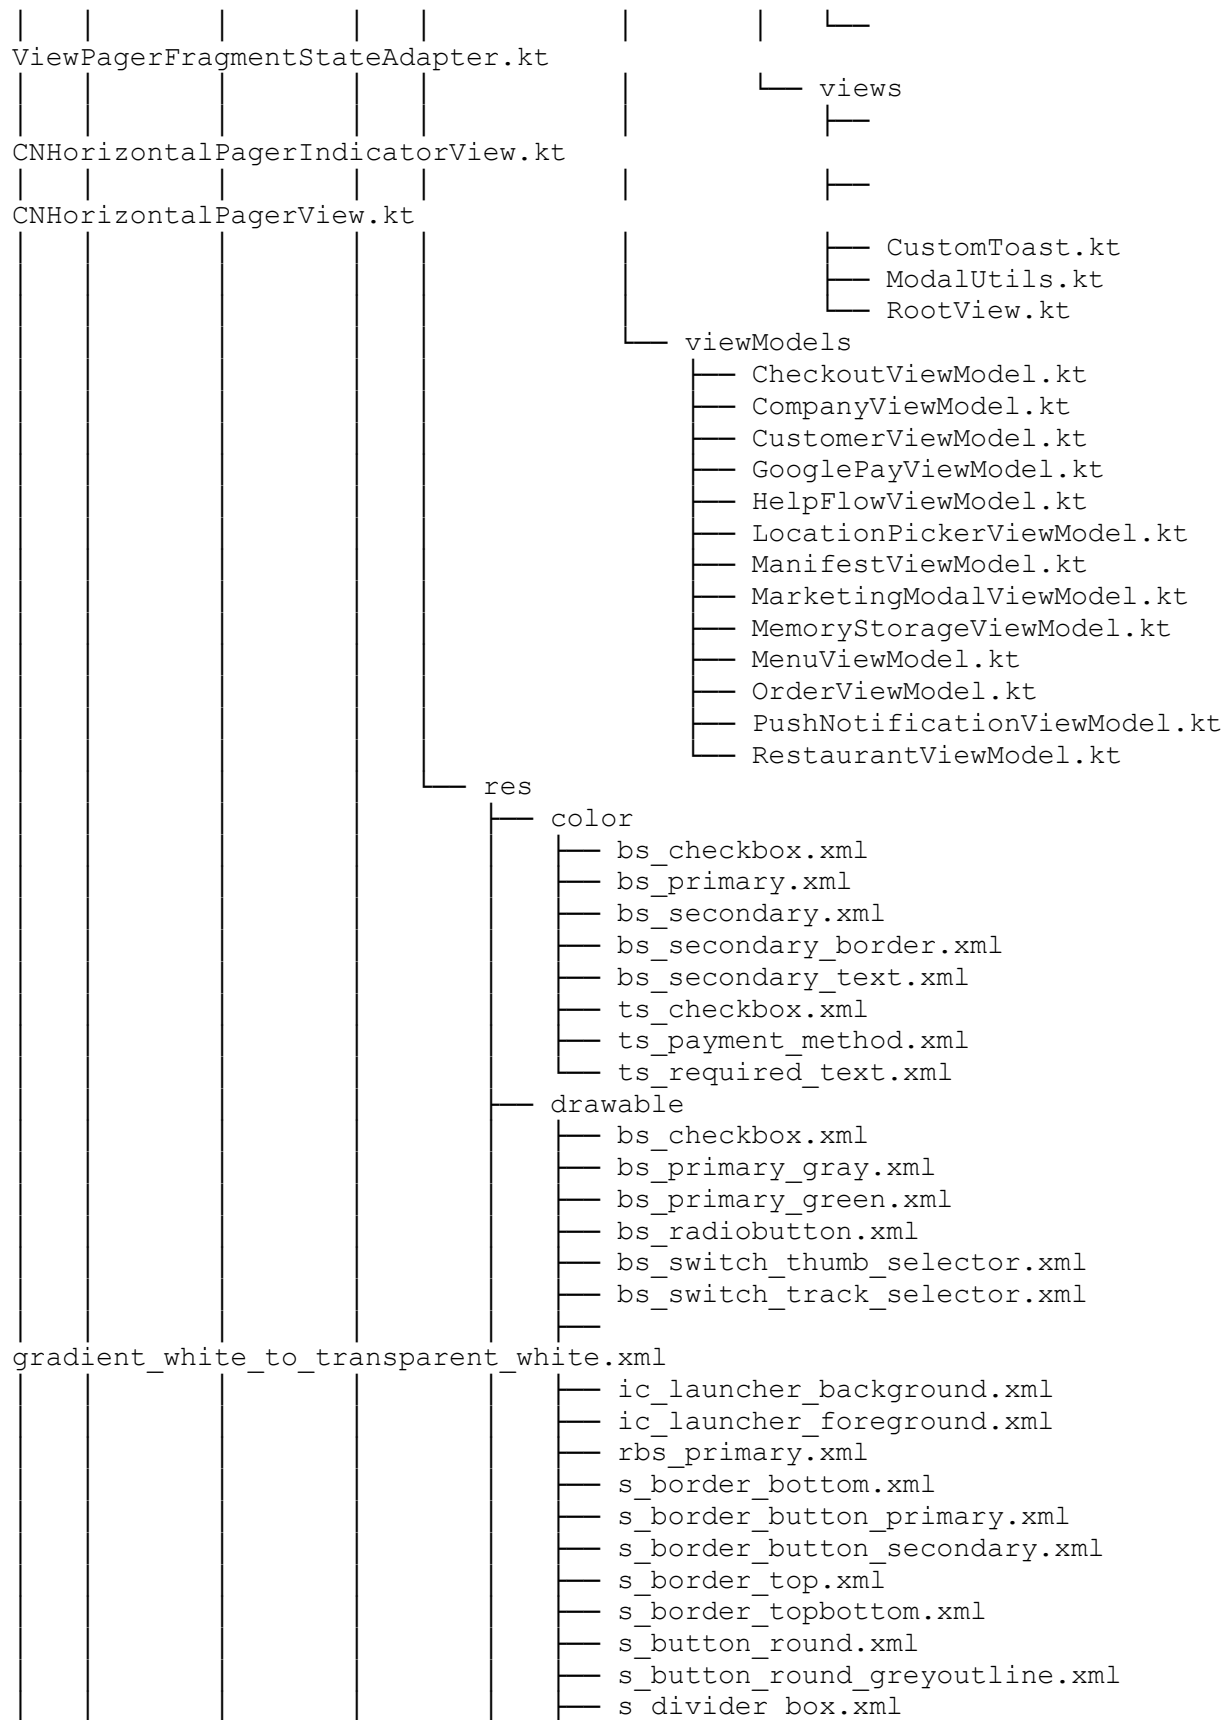 │   │       │       │   │           │       │   └──
ViewPagerFragmentStateAdapter.kt
│   │       │       │   │           │       └── views
│   │       │       │   │           │           ├──
CNHorizontalPagerIndicatorView.kt
│   │       │       │   │           │           ├──
CNHorizontalPagerView.kt
│   │       │       │   │           │           ├── CustomToast.kt
│   │       │       │   │           │           ├── ModalUtils.kt
│   │       │       │   │           │           └── RootView.kt
│   │       │       │   │           └── viewModels
│   │       │       │   │               ├── CheckoutViewModel.kt
│   │       │       │   │               ├── CompanyViewModel.kt
│   │       │       │   │               ├── CustomerViewModel.kt
│   │       │       │   │               ├── GooglePayViewModel.kt
│   │       │       │   │               ├── HelpFlowViewModel.kt
│   │       │       │   │               ├── LocationPickerViewModel.kt
│   │       │       │   │               ├── ManifestViewModel.kt
│   │       │       │   │               ├── MarketingModalViewModel.kt
│   │       │       │   │               ├── MemoryStorageViewModel.kt
│   │       │       │   │               ├── MenuViewModel.kt
│   │       │       │   │               ├── OrderViewModel.kt
│   │       │       │   │               ├── PushNotificationViewModel.kt
│   │       │       │   │               └── RestaurantViewModel.kt
│   │       │       │   └── res
│   │       │       │       ├── color
│   │       │       │       │   ├── bs_checkbox.xml
│   │       │       │       │   ├── bs_primary.xml
│   │       │       │       │   ├── bs_secondary.xml
│   │       │       │       │   ├── bs_secondary_border.xml
│   │       │       │       │   ├── bs_secondary_text.xml
│   │       │       │       │   ├── ts_checkbox.xml
│   │       │       │       │   ├── ts_payment_method.xml
│   │       │       │       │   └── ts_required_text.xml
│   │       │       │       ├── drawable
│   │       │       │       │   ├── bs_checkbox.xml
│   │       │       │       │   ├── bs_primary_gray.xml
│   │       │       │       │   ├── bs_primary_green.xml
│   │       │       │       │   ├── bs_radiobutton.xml
│   │       │       │       │   ├── bs_switch_thumb_selector.xml
│   │       │       │       │   ├── bs_switch_track_selector.xml
│   │       │       │       │   ├──
gradient_white_to_transparent_white.xml
│   │       │       │       │   ├── ic_launcher_background.xml
│   │       │       │       │   ├── ic_launcher_foreground.xml
│   │       │       │       │   ├── rbs_primary.xml
│   │       │       │       │   ├── s_border_bottom.xml
│   │       │       │       │   ├── s_border_button_primary.xml
│   │       │       │       │   ├── s_border_button_secondary.xml
│   │       │       │       │   ├── s_border_top.xml
│   │       │       │       │   ├── s_border_topbottom.xml
│   │       │       │       │   ├── s_button_round.xml
│   │       │       │       │   ├── s_button_round_greyoutline.xml
│   │       │       │       │   ├── s_divider_box.xml